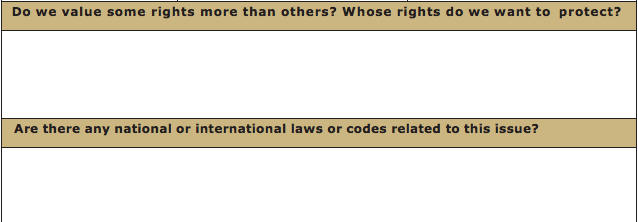 Do we value some rights more than others? Whose rights do we want to protect?
Are there any national or international laws or codes related to this issue?